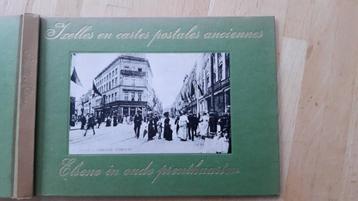 Ixelles en cartes postales anciennes
Elsene in oude prentkaarten